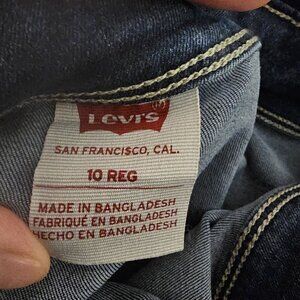 Levi's
SAN FRANCISCO, CAL.
10 REG
MADE IN BANGLADESH
FABRIQUÉ EN BANGLADESH
HECHO EN BANGLADESH